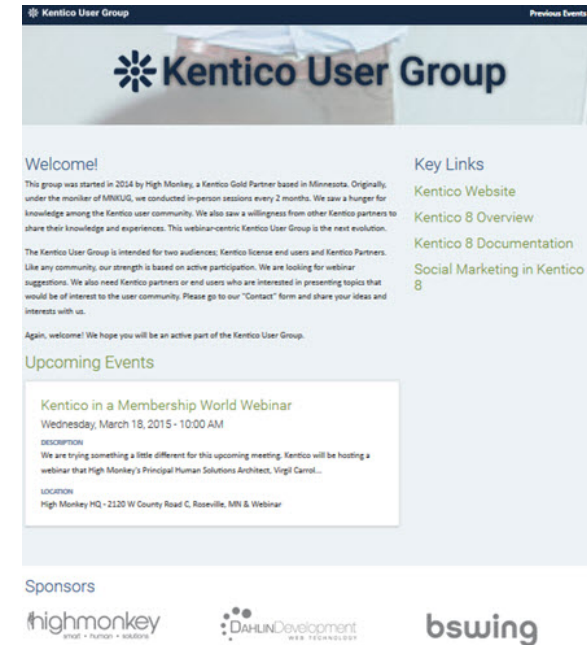 Kentico User Group
Previous Events
Kentico User Group
Welcome!
This group was started in 2014 by High Monkey, a Kentico Gold Partner based in Minnesota. Originally,
under the moniker of MNKUG, we conducted in-person sessions every 2 months. We saw a hunger for
knowledge among the Kentico user community. We also saw a willingness from other Kentico partners to
share their knowledge and experiences. This webinar-centric Kentico User Group is the next evolution.
The Kentico User Group is intended for two audiences; Kentico license end users and Kentico Partners.
Like any community, our strength is based on active participation. We are looking for webinar
suggestions. We also need Kentico partners or end users who are interested in presenting topics that
would be of interest to the user community. Please go to our "Contact" form and share your ideas and
interests with us.
Again, welcome! We hope you will be an active part of the Kentico User Group.
Key Links
Kentico Website
Kentico 8 Overview
Kentico 8 Documentation
Social Marketing in Kentico
8
Upcoming Events
Kentico in a Membership World Webinar
Wednesday, March 18, 2015 - 10:00 AM
DESCRIPTION
We are trying something a little different for this upcoming meeting. Kentico will be hosting a
webinar that High Monkey's Principal Human Solutions Architect, Virgil Carrol...
LOCATION
High Monkey HQ - 2120 W County Road C, Roseville, MN & Webinar
Sponsors
highmonkey
smart • human • solutions
DAHLINDevelopment
WEB TECHNOLOGY
bswing